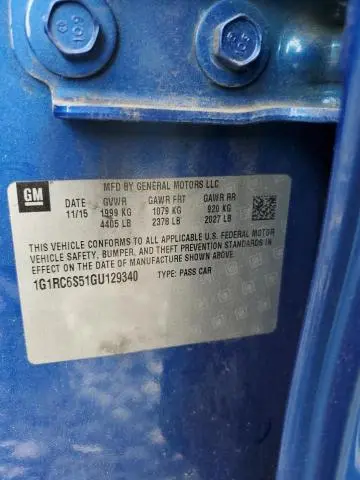 GM
MFD BY GENERAL MOTORS LLC
DATE GVWR GAWR FRT GAWR RR
11/15 1999 KG 1079 KG 920 KG
4405 LB 2378 LB 2027 LB
THIS VEHICLE CONFORMS TO ALL APPLICABLE U.S. FEDERAL MOTOR
VEHICLE SAFETY, BUMPER, AND THEFT PREVENTION STANDARDS
IN EFFECT ON THE DATE OF MANUFACTURE SHOWN ABOVE.
1G1RC6S51GU129340 TYPE: PASS CAR